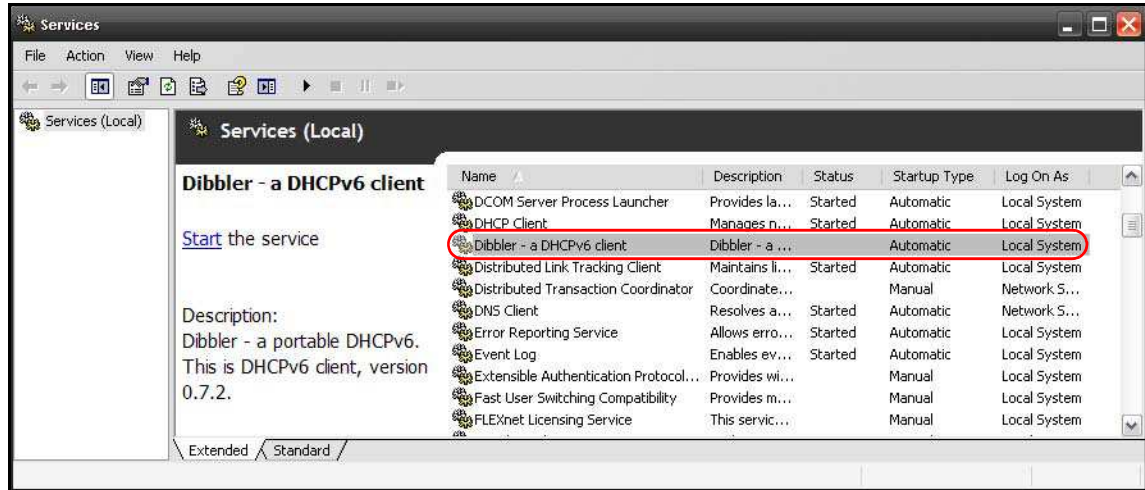 Services
File Action View Help
Services (Local)
Services (Local)
Dibbler - a DHCPv6 client
Start the service
Description:
Dibbler - a portable DHCPv6.
This is DHCPv6 client, version
0.7.2.
Name Description Status Startup Type Log On As
DCOM Server Process Launcher Provides la... Started Automatic Local System
DHCP Client Manages n... Started Automatic Local System
Dibbler - a DHCPv6 client Dibbler - a ... Automatic Local System
Distributed Link Tracking Client Maintains li... Started Automatic Local System
Distributed Transaction Coordinator Coordinate... Manual Network S...
DNS Client Resolves a... Started Automatic Network S...
Error Reporting Service Allows erro... Started Automatic Local System
Event Log Enables ev... Started Automatic Local System
Extensible Authentication Protocol... Provides wi... Manual Local System
Fast User Switching Compatibility Provides m... Manual Local System
FLEXnet Licensing Service This servic... Manual Local System
Extended Standard